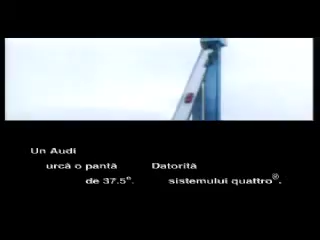 Un Audi
urcă o pantă
de 37.5°.
Datorită
sistemului quattro®.